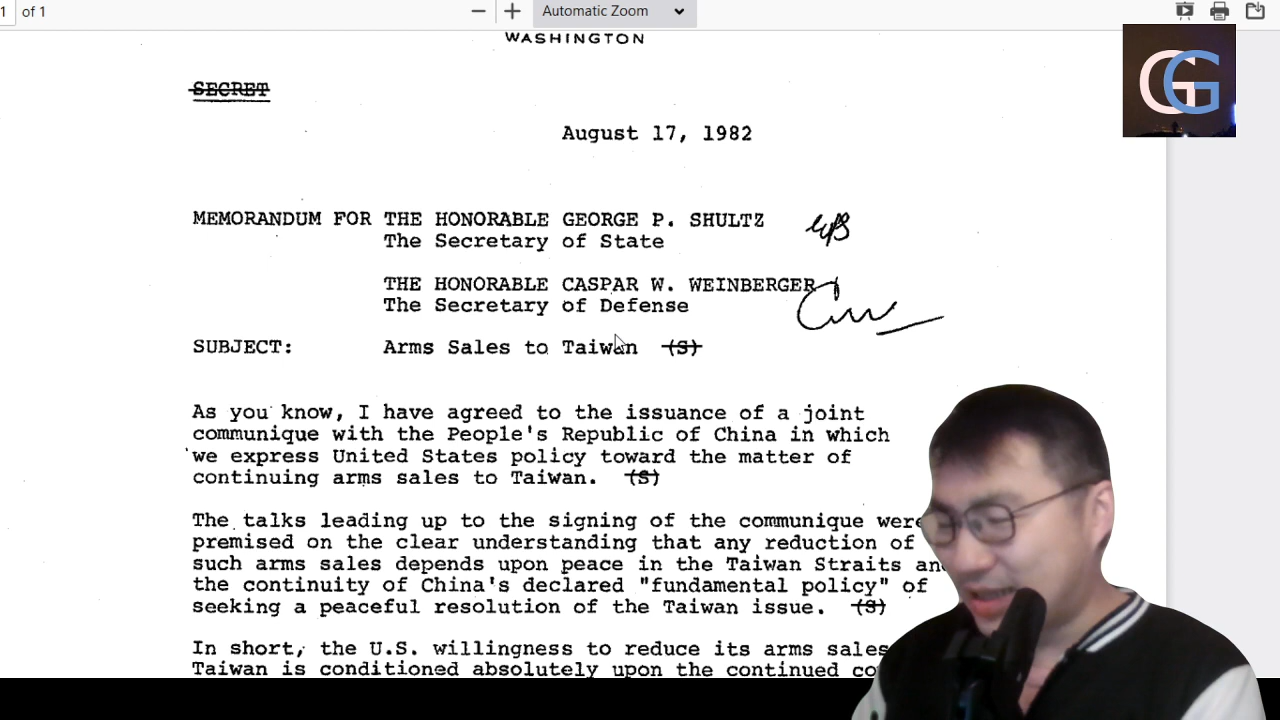 1 of 1
Automatic Zoom
WASHINGTON
SECRET
August 17, 1982
MEMORANDUM FOR THE HONORABLE GEORGE P. SHULTZ
The Secretary of State
THE HONORABLE CASPAR W. WEINBERGER
The Secretary of Defense
SUBJECT: Arms Sales to Taiwan (S)
As you know, I have agreed to the issuance of a joint
communique with the People's Republic of China in which
we express United States policy toward the matter of
continuing arms sales to Taiwan. (S)
The talks leading up to the signing of the communique were
premised on the clear understanding that any reduction of
such arms sales depends upon peace in the Taiwan Straits
the continuity of China's declared "fundamental policy" of
seeking a peaceful resolution of the Taiwan issue. (S)
In short, the U.S. willingness to reduce its arms sales
Taiwan is conditioned absolutely upon the continued
GG